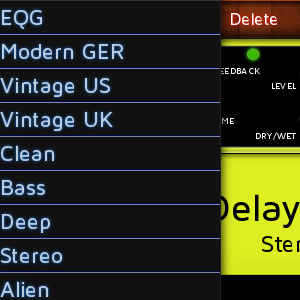 EQG
Modern GER
Vintage US
Vintage UK
Clean
Bass
Deep
Stereo
Alien
Delete
EEDBACK
LEVEL
ME
DRY/WET
Delay
Ster